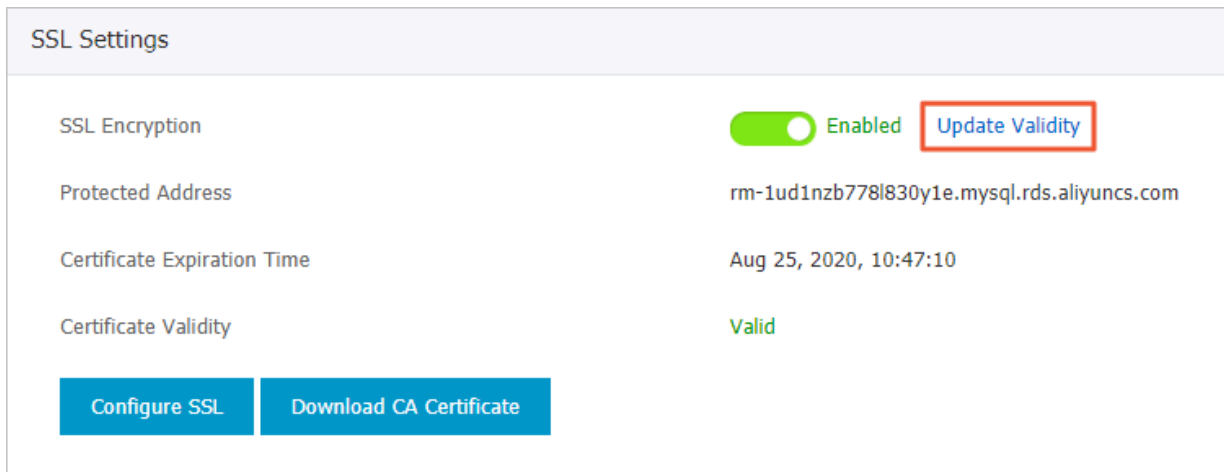 SSL Settings
SSL Encryption Enabled Update Validity
Protected Address rm-1ud1nzb778l830y1e.mysql.rds.aliyuncs.com
Certificate Expiration Time Aug 25, 2020, 10:47:10
Certificate Validity Valid
Configure SSL Download CA Certificate